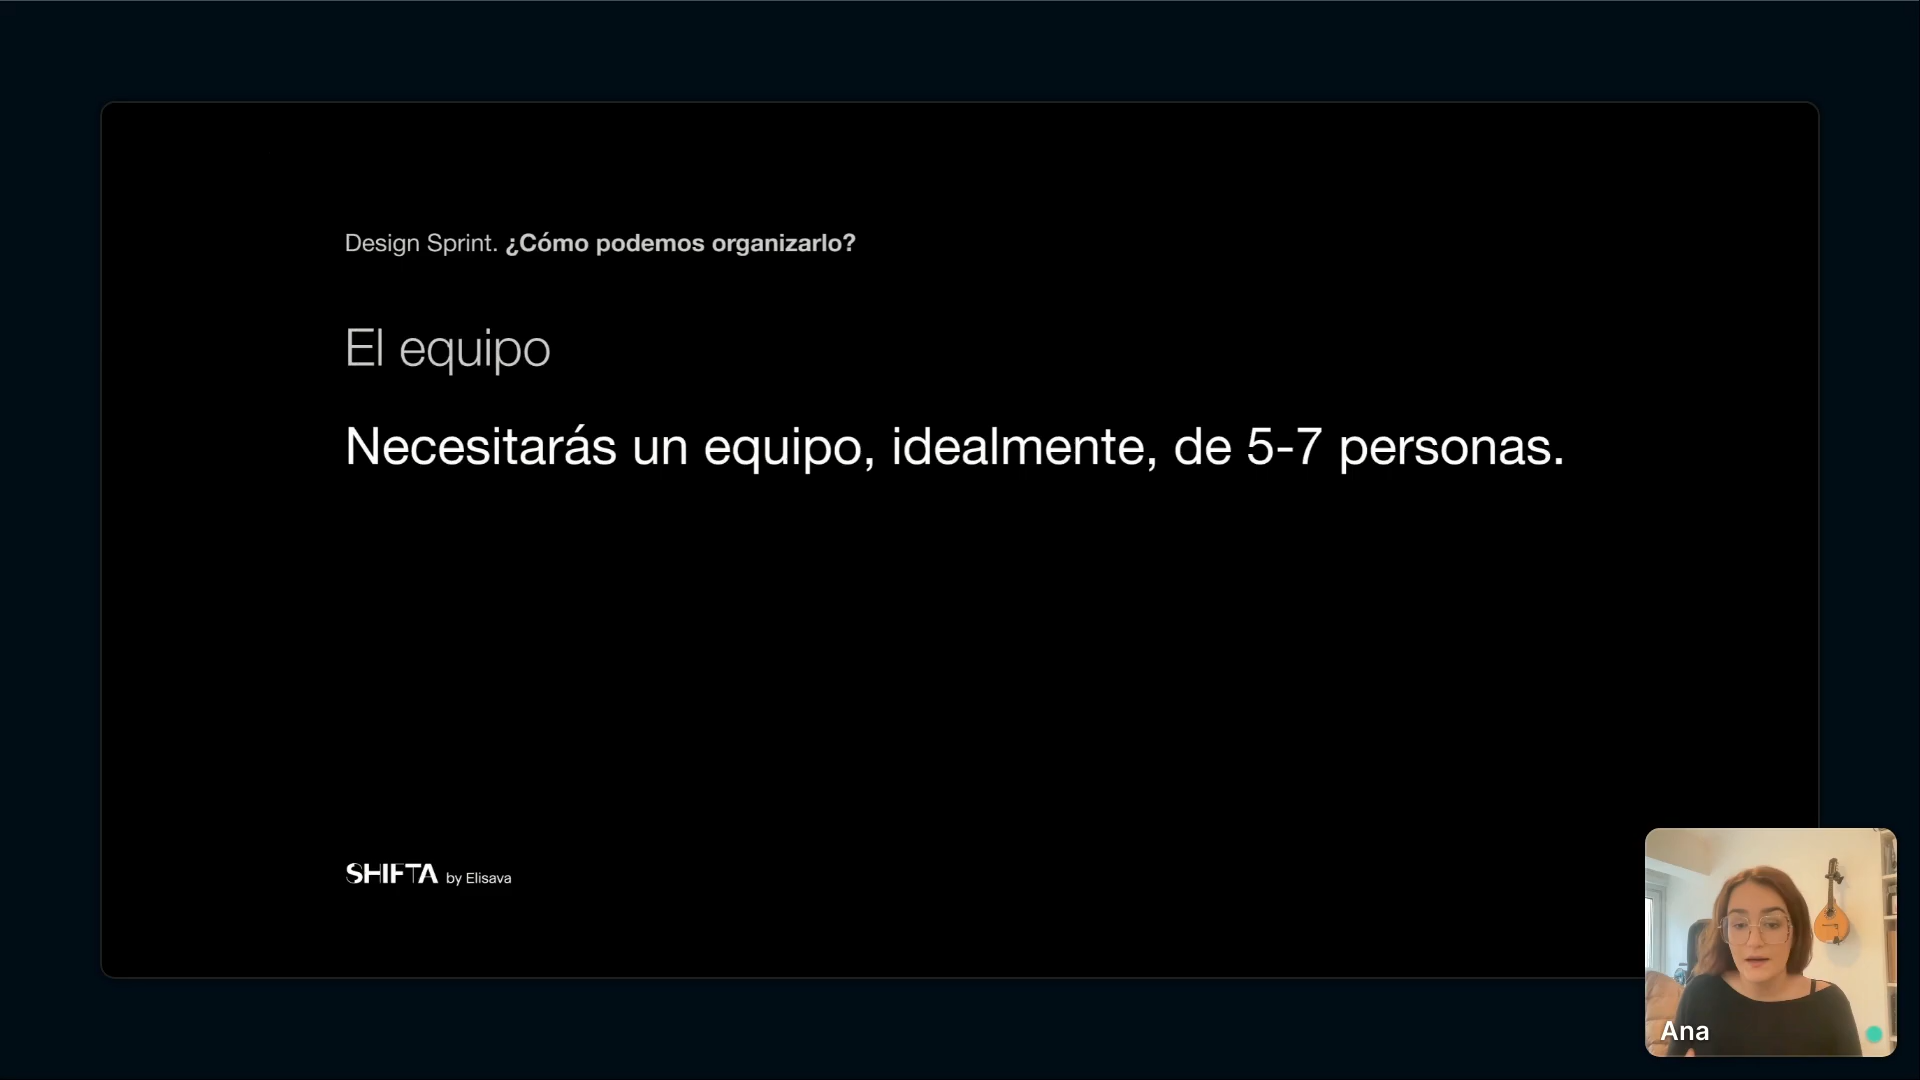 Design Sprint. ¿Cómo podemos organizarlo?
El equipo
Necesitarás un equipo, idealmente, de 5-7 personas.
SHIFTA by Elisava
Ana